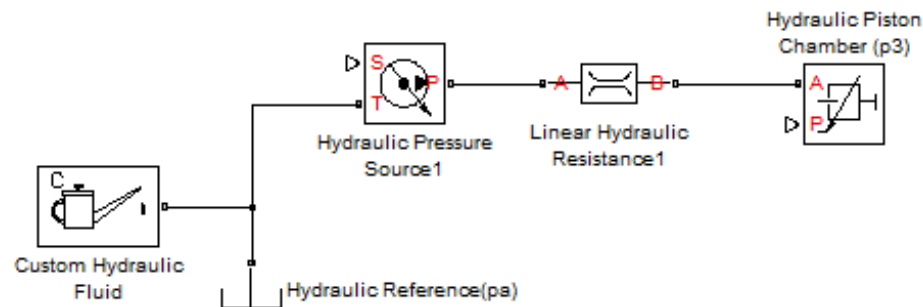 Hydraulic Piston
Chamber (p3)
S
P
T
Hydraulic Pressure
Source1
A
B
Linear Hydraulic
Resistance1
A
P
C
Custom Hydraulic
Fluid
Hydraulic Reference(pa)